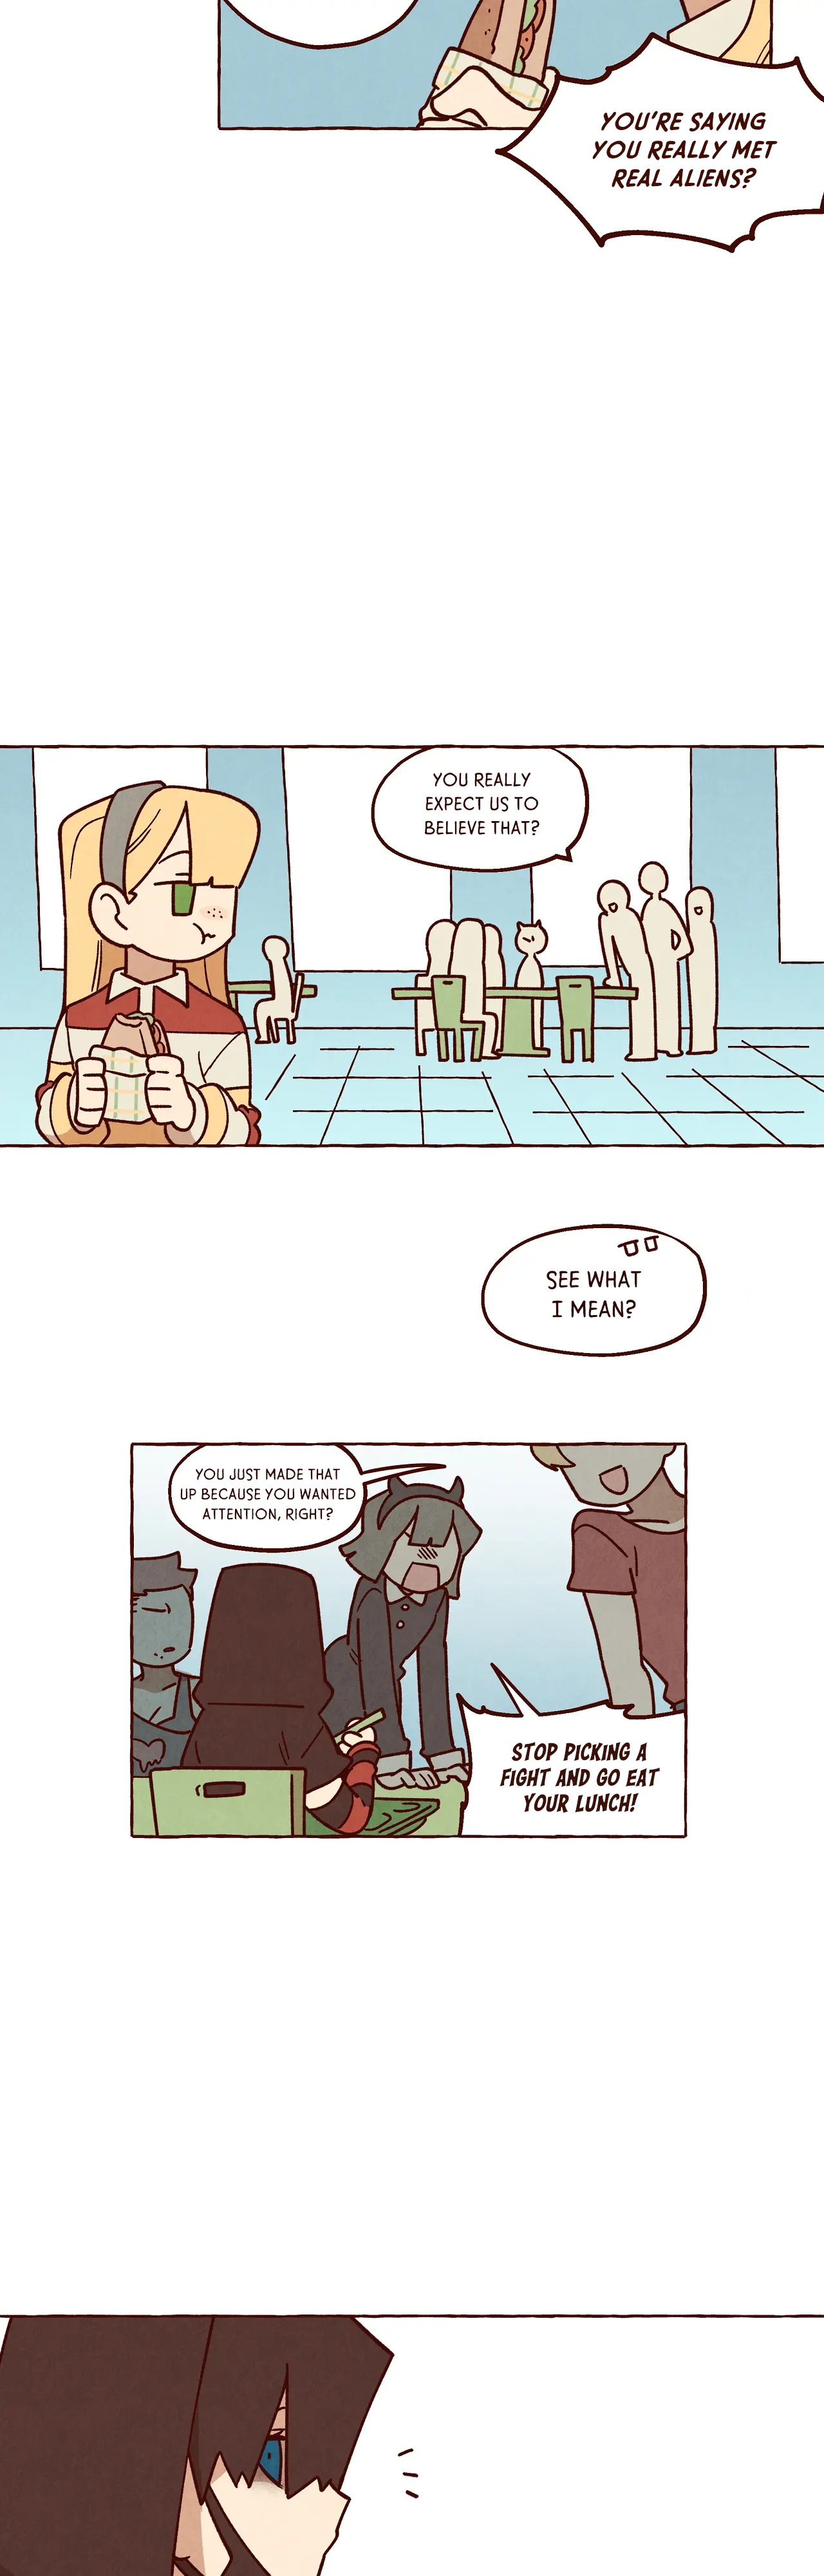 YOU'RE SAYING
YOU REALLY MET
REAL ALIENS?
YOU REALLY
EXPECT US TO
BELIEVE THAT?
SEE WHAT
I MEAN?
YOU JUST MADE THAT
UP BECAUSE YOU WANTED
ATTENTION, RIGHT?
STOP PICKING A
FIGHT AND GO EAT
YOUR LUNCH!